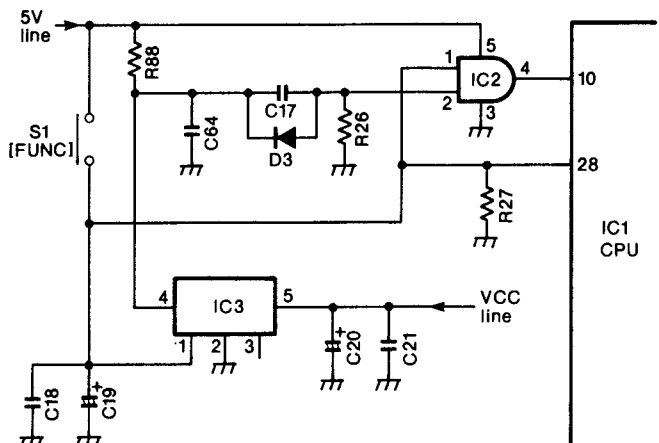 5V
line
R88
1
5
IC2
4
10
2
3
C17
C64
D3
R26
S1
[FUNC]
28
R27
IC1
CPU
4
IC3
5
VCC
line
1
2
3
+
C20
C21
C18
+
C19